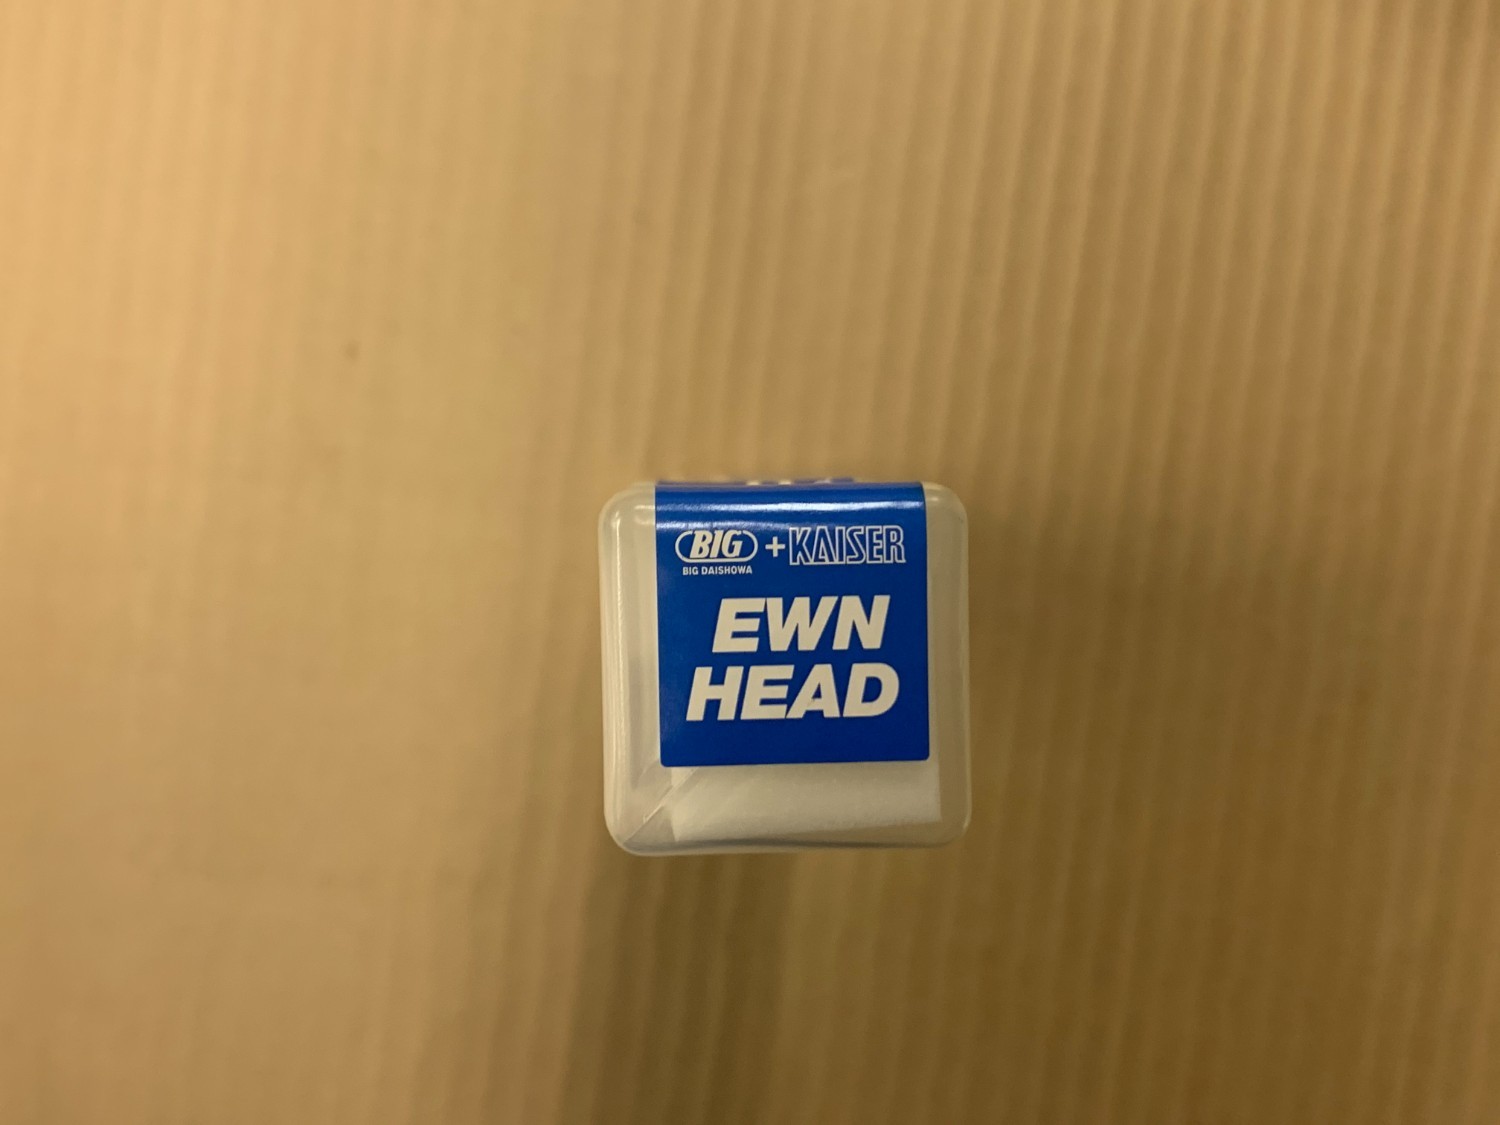 BIG + KAISER
BIG DAISHOWA
EWN
HEAD